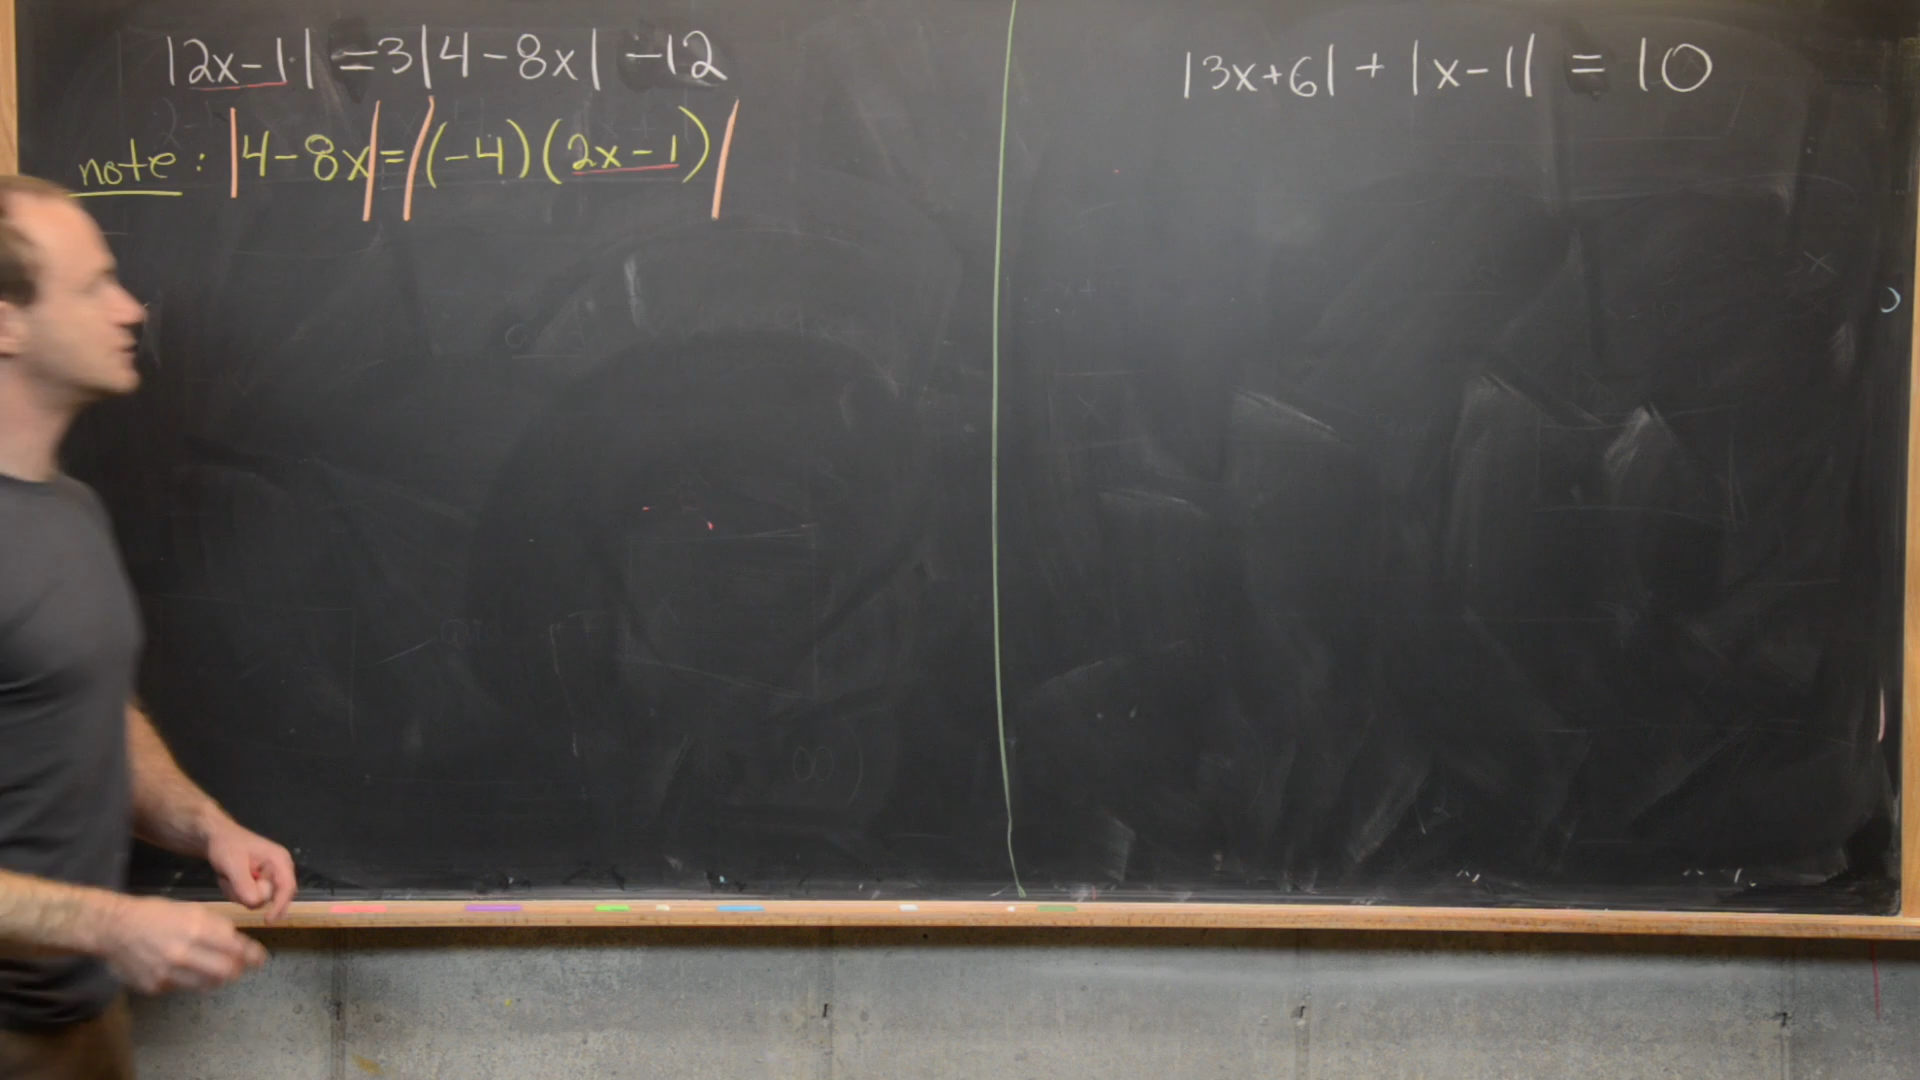 |2x-1| = 3|4-8x| -12
note: |4-8x| = |(-4)(2x-1)|
|3x+6| + |x-1| = 10